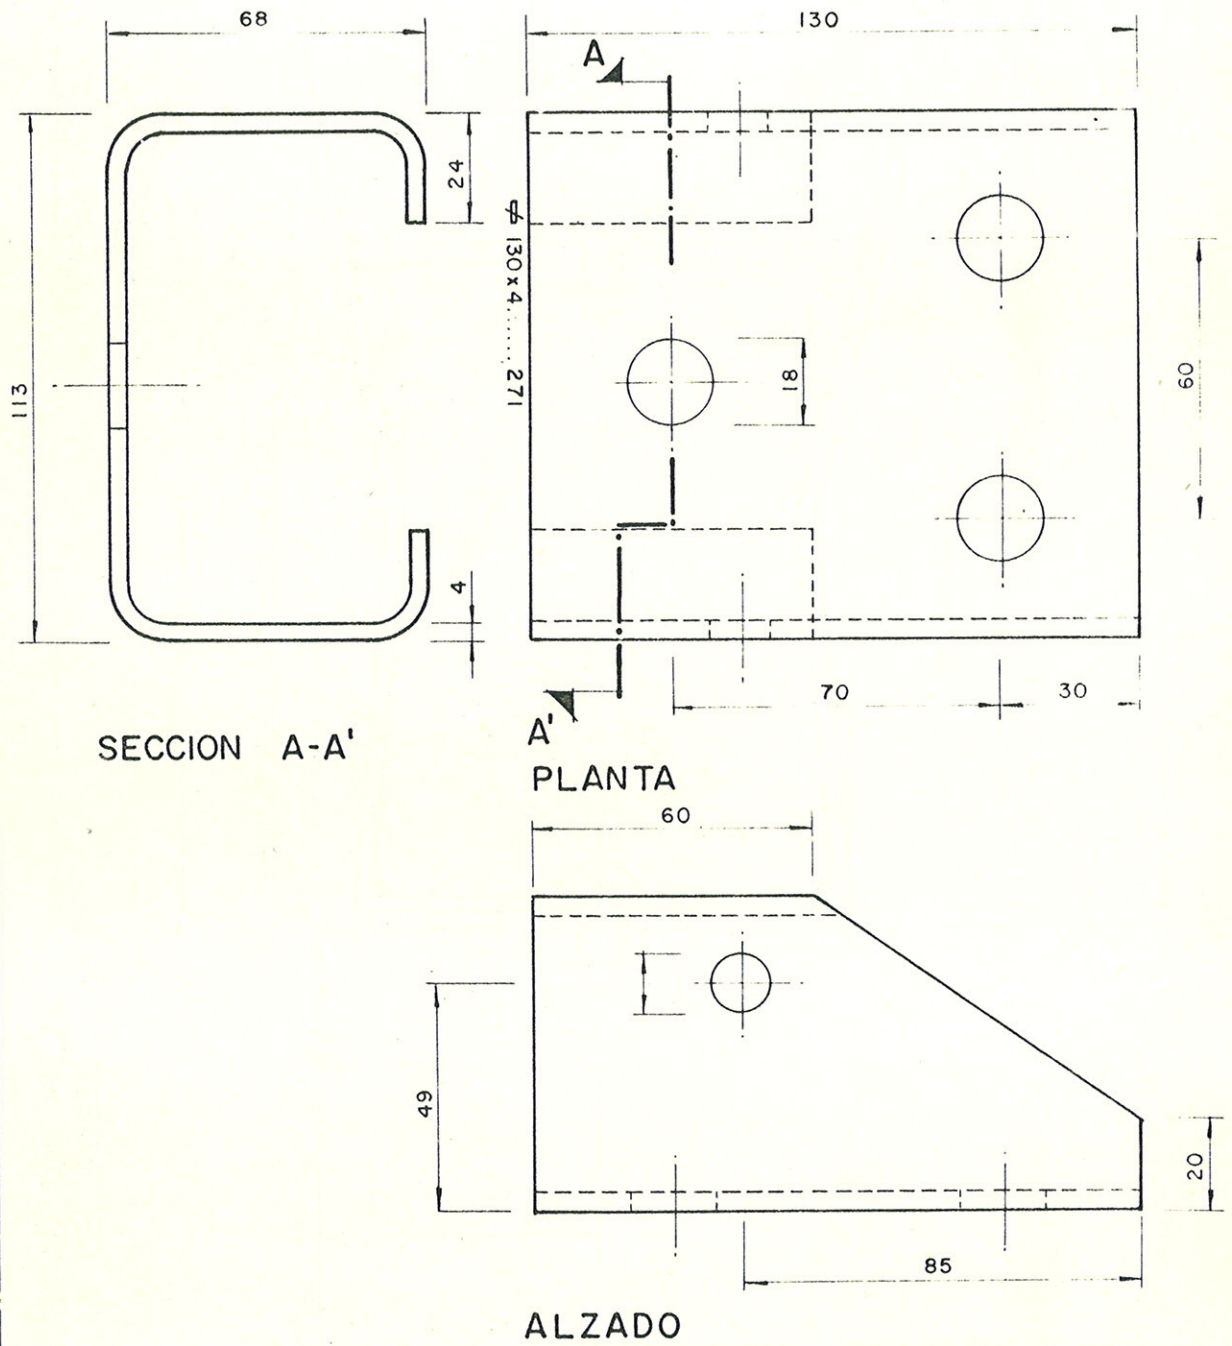 68
130
A
24
⌿ 130x4.......271
113
18
60
4
70
30
SECCION A-A'
A'
PLANTA
60
49
20
85
ALZADO